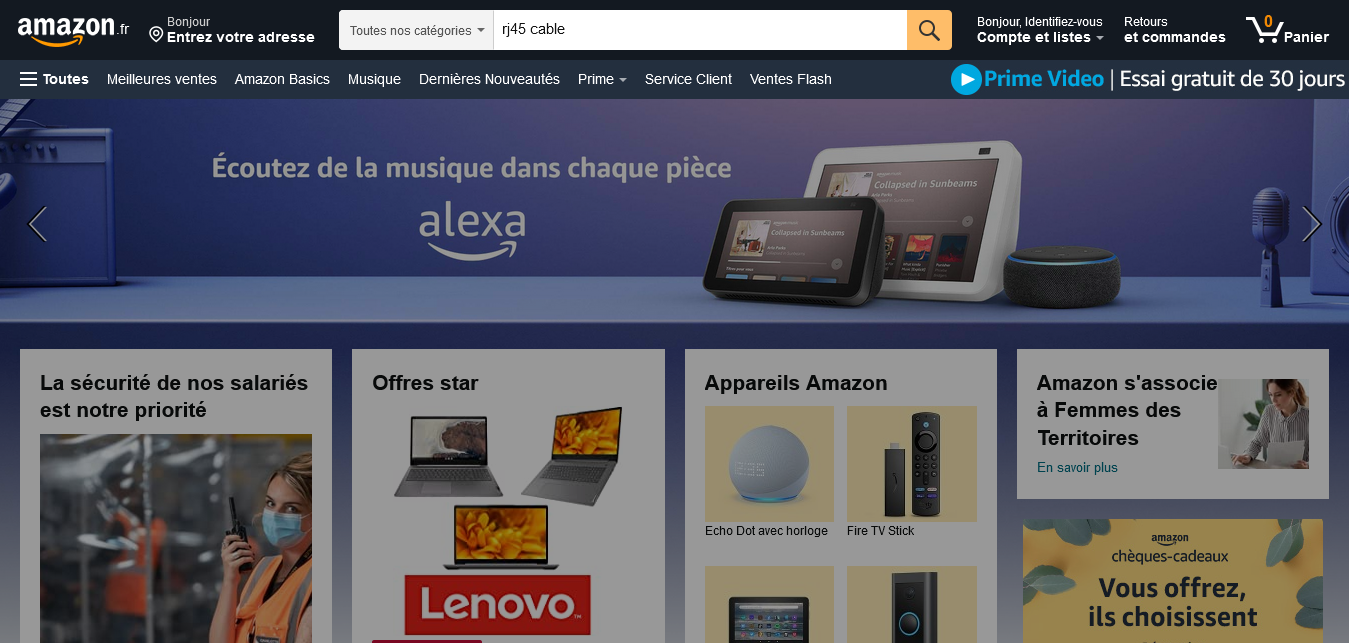 amazon.fr
Bonjour
Entrez votre adresse
Toutes nos catégories
rj45 cable
Bonjour, Identifiez-vous
Compte et listes
Retours
et commandes
0
Panier
Toutes
Meilleures ventes
Amazon Basics
Musique
Dernières Nouveautés
Prime
Service Client
Ventes Flash
Prime Video | Essai gratuit de 30 jours
Écoutez de la musique dans chaque pièce
alexa
Collapsed in Sunbeams
Collapsed in Sunbeams
La sécurité de nos salariés
est notre priorité
Offres star
Lenovo™
Appareils Amazon
Echo Dot avec horloge
Fire TV Stick
Amazon s'associe
à Femmes des
Territoires
En savoir plus
amazon
chèques-cadeaux
Vous offrez,
ils choisissent